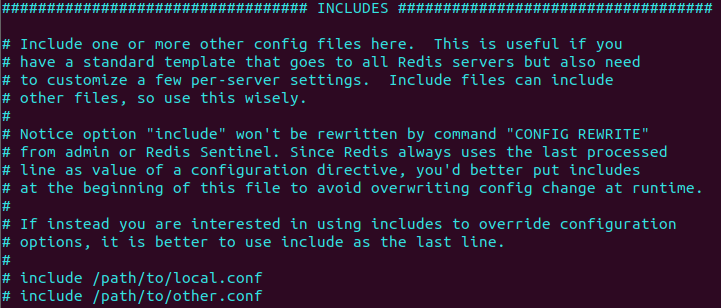 ################################## INCLUDES ###################################
# Include one or more other config files here.  This is useful if you
# have a standard template that goes to all Redis servers but also need
# to customize a few per-server settings.  Include files can include
# other files, so use this wisely.
#
# Notice option "include" won't be rewritten by command "CONFIG REWRITE"
# from admin or Redis Sentinel. Since Redis always uses the last processed
# line as value of a configuration directive, you'd better put includes
# at the beginning of this file to avoid overwriting config change at runtime.
#
# If instead you are interested in using includes to override configuration
# options, it is better to use include as the last line.
#
# include /path/to/local.conf
# include /path/to/other.conf